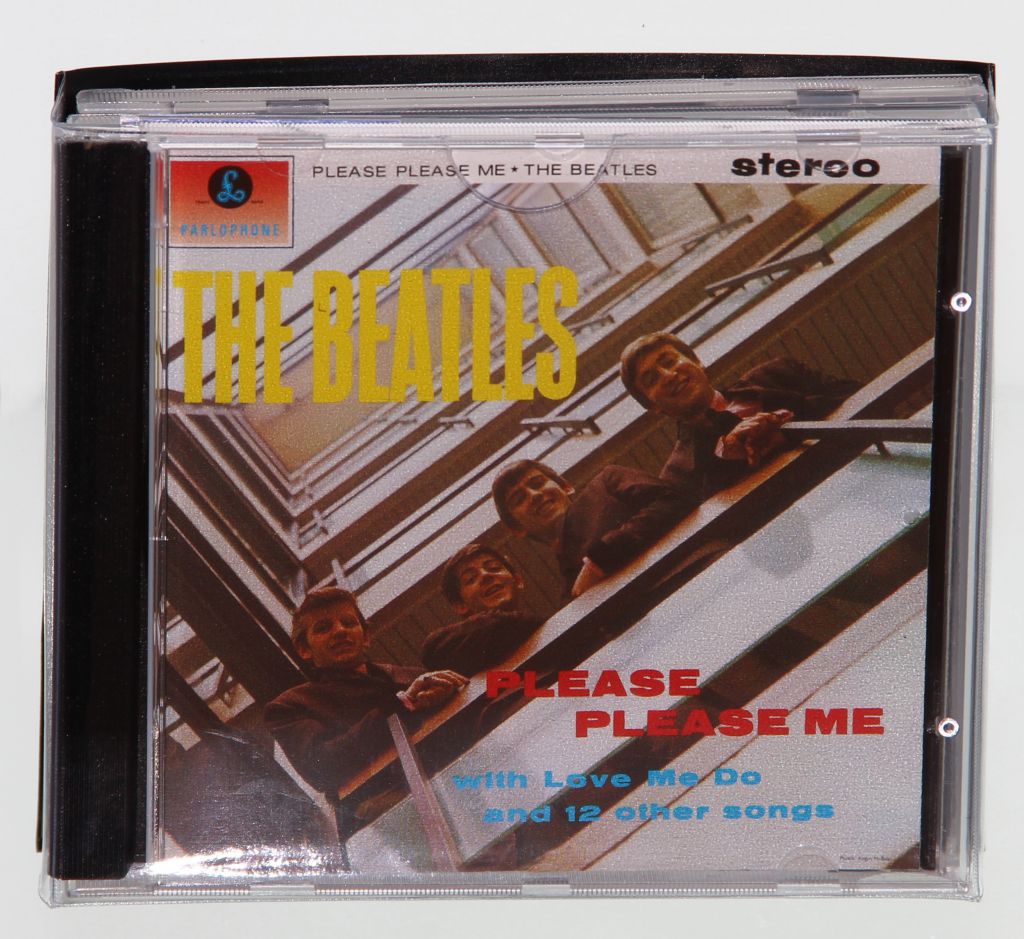 PLEASE PLEASE ME ★ THE BEATLES
stereo
£
PARLOPHONE
THE BEATLES
PLEASE
PLEASE ME
with Love Me Do
and 12 other songs